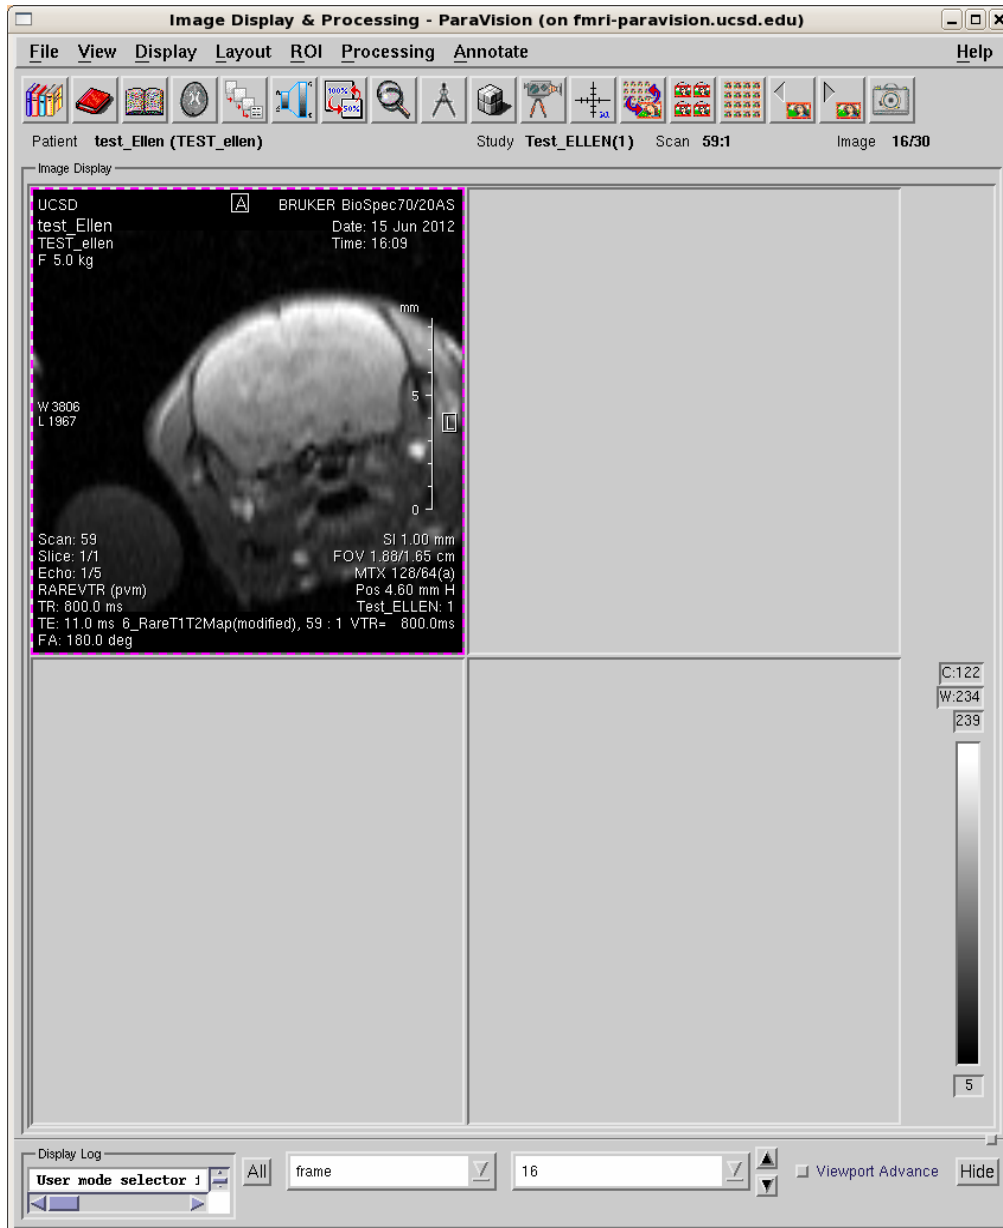 Image Display & Processing - ParaVision (on fmri-paravision.ucsd.edu)
File View Display Layout ROI Processing Annotate Help
100%
50%
Patient test_Ellen (TEST_ellen) Study Test_ELLEN(1) Scan 59:1 Image 16/30
Image Display
UCSD A BRUKER BioSpec70/20AS
test_Ellen Date: 15 Jun 2012
TEST_ellen Time: 16:09
F 5.0 kg
mm
5
W 3806
L 1967
L
0
Scan: 59 SI 1.00 mm
Slice: 1/1 FOV 1.88/1.65 cm
Echo: 1/5 MTX 128/64(a)
RAREVTR (pvm) Pos 4.60 mm H
TR: 800.0 ms Test_ELLEN: 1
TE: 11.0 ms 6_RareT1T2Map(modified), 59 : 1 VTR= 800.0ms
FA: 180.0 deg
C:122
W:234
239
5
Display Log
User mode selector i
All frame 16 Viewport Advance Hide